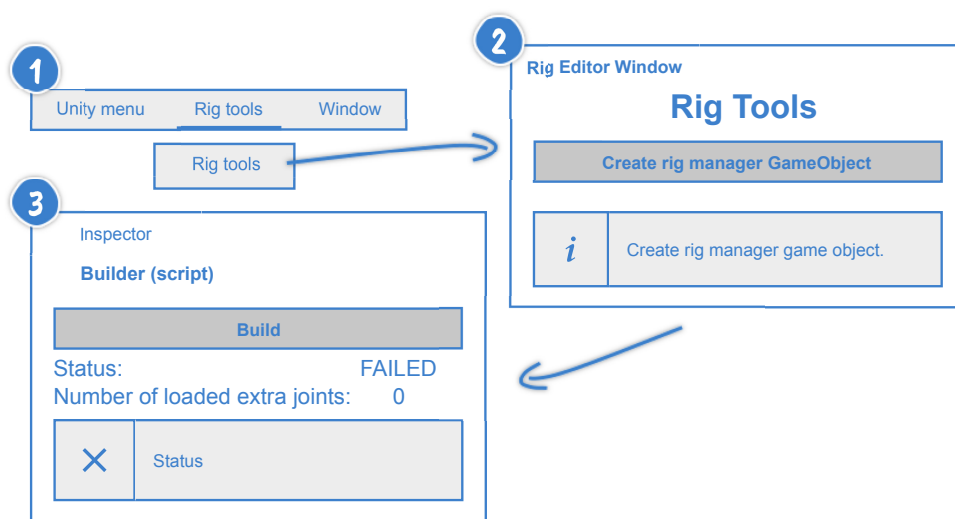 1
Unity menu Rig tools Window
Rig tools
2
Rig Editor Window
Rig Tools
Create rig manager GameObject
i Create rig manager game object.
3
Inspector
Builder (script)
Build
Status: FAILED
Number of loaded extra joints: 0
Status